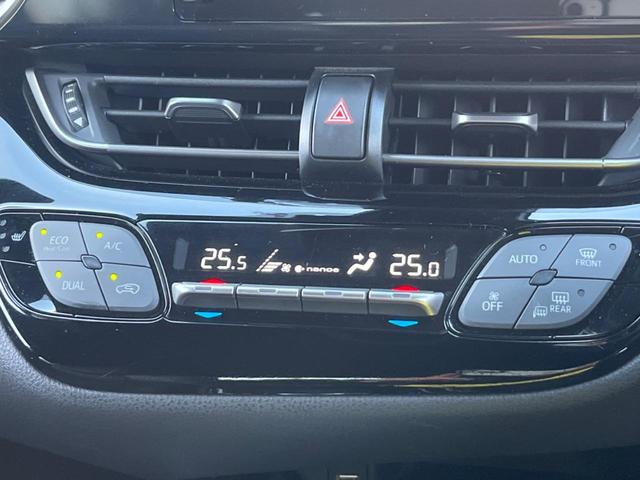 25.5 nanoe 25.0
ECO
A/C
DUAL
AUTO
FRONT
OFF
REAR